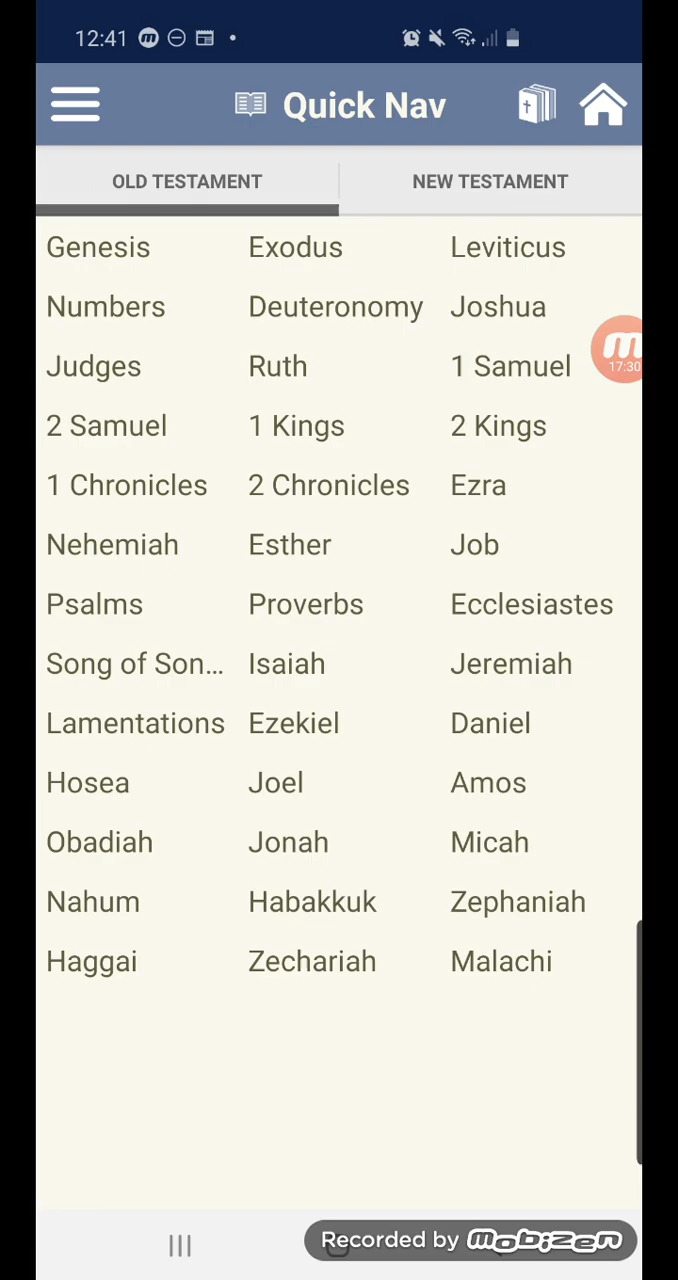 12:41
Quick Nav
OLD TESTAMENT NEW TESTAMENT
Genesis Exodus Leviticus
Numbers Deuteronomy Joshua
Judges Ruth 1 Samuel
m
17:30
2 Samuel 1 Kings 2 Kings
1 Chronicles 2 Chronicles Ezra
Nehemiah Esther Job
Psalms Proverbs Ecclesiastes
Song of Son... Isaiah Jeremiah
Lamentations Ezekiel Daniel
Hosea Joel Amos
Obadiah Jonah Micah
Nahum Habakkuk Zephaniah
Haggai Zechariah Malachi
Recorded by mobizen